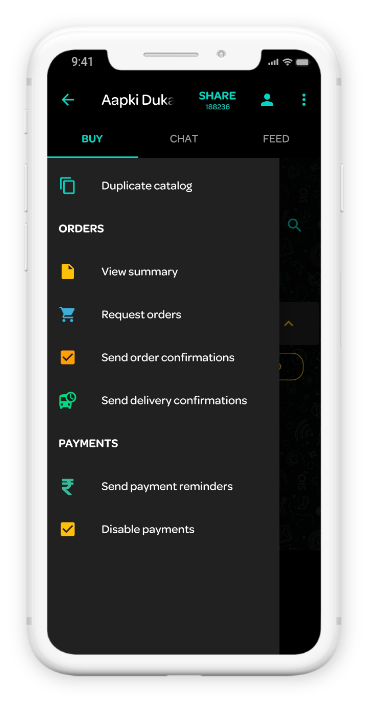 9:41
Aapki Duka
SHARE
188236
BUY
CHAT
FEED
Duplicate catalog
ORDERS
View summary
Request orders
Send order confirmations
Send delivery confirmations
PAYMENTS
Send payment reminders
Disable payments